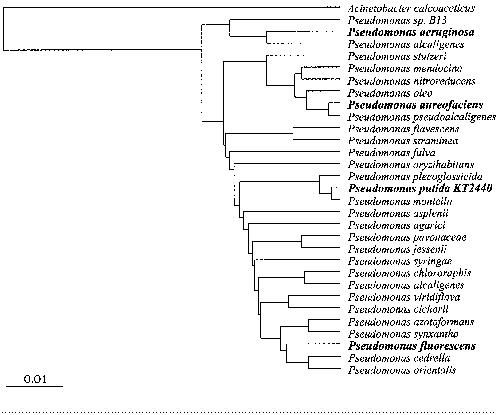 Acinetobacter calcoaceticus
Pseudomonas sp. B13
Pseudomonas aeruginosa
Pseudomonas alcaligenes
Pseudomonas stutzeri
Pseudomonas mendocina
Pseudomonas nitroreducens
Pseudomonas oleo
Pseudomonas aureofaciens
Pseudomonas pseudoalcaligenes
Pseudomonas flavescens
Pseudomonas straminea
Pseudomonas fulva
Pseudomonas oryzihabitans
Pseudomonas plecoglossicida
Pseudomonas putida KT2440
Pseudomonas monteilii
Pseudomonas asplenii
Pseudomonas agarici
Pseudomonas pavonaceae
Pseudomonas jessenii
Pseudomonas syringae
Pseudomonas chlororaphis
Pseudomonas alcaligenes
Pseudomonas viridiflava
Pseudomonas cichorii
Pseudomonas azotoformans
Pseudomonas synxantha
Pseudomonas fluorescens
Pseudomonas cedrella
Pseudomonas orientalis
0.01